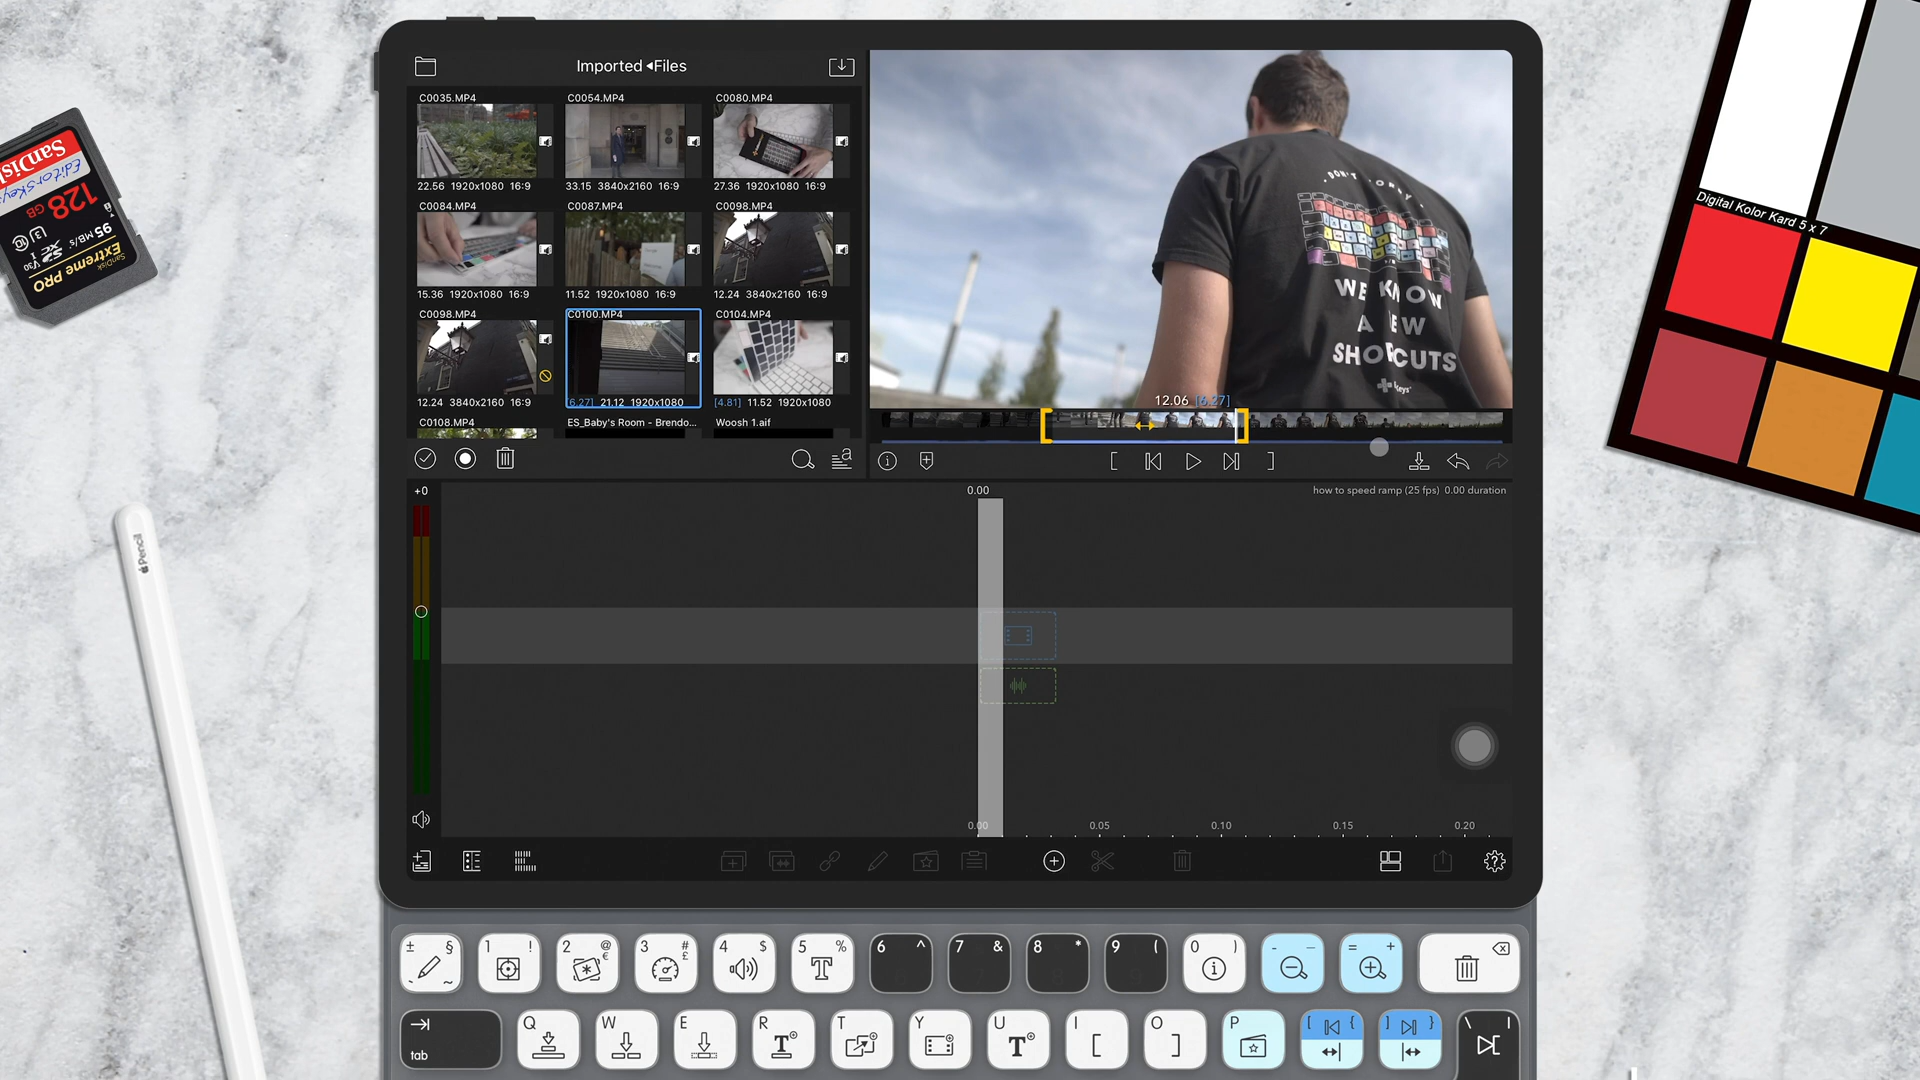 Imported ◂Files
C0035.MP4
22.56 1920x1080 16:9
C0054.MP4
33.15 3840x2160 16:9
C0080.MP4
27.36 1920x1080 16:9
C0084.MP4
15.36 1920x1080 16:9
C0087.MP4
11.52 1920x1080 16:9
C0098.MP4
12.24 3840x2160 16:9
C0098.MP4
12.24 3840x2160 16:9
C0100.MP4
[6.27] 21.12 1920x1080
C0104.MP4
[4.81] 11.52 1920x1080
C0108.MP4
ES_Baby's Room - Brendo...
Woosh 1.aif
WE KNOW
A FEW
SHORTCUTS
keys
12.06 [6.27]
+0
0.00
how to speed ramp (25 fps) 0.00 duration
0.00
0.05
0.10
0.15
0.20
SanDisk
EditorsKeys
128 GB
95 MB/s
V30
XC I
Extreme PRO
SanDisk
Pencil
Digital Kolor Kard 5 x 7
± §
1 !
2 @ €
3 # £
4 $
5 %
6 ^
7 &
8 *
9 (
0 )
- –
= +
tab
Q
W
E
R
T
Y
U
I
O
P
[ {
] }
\ |